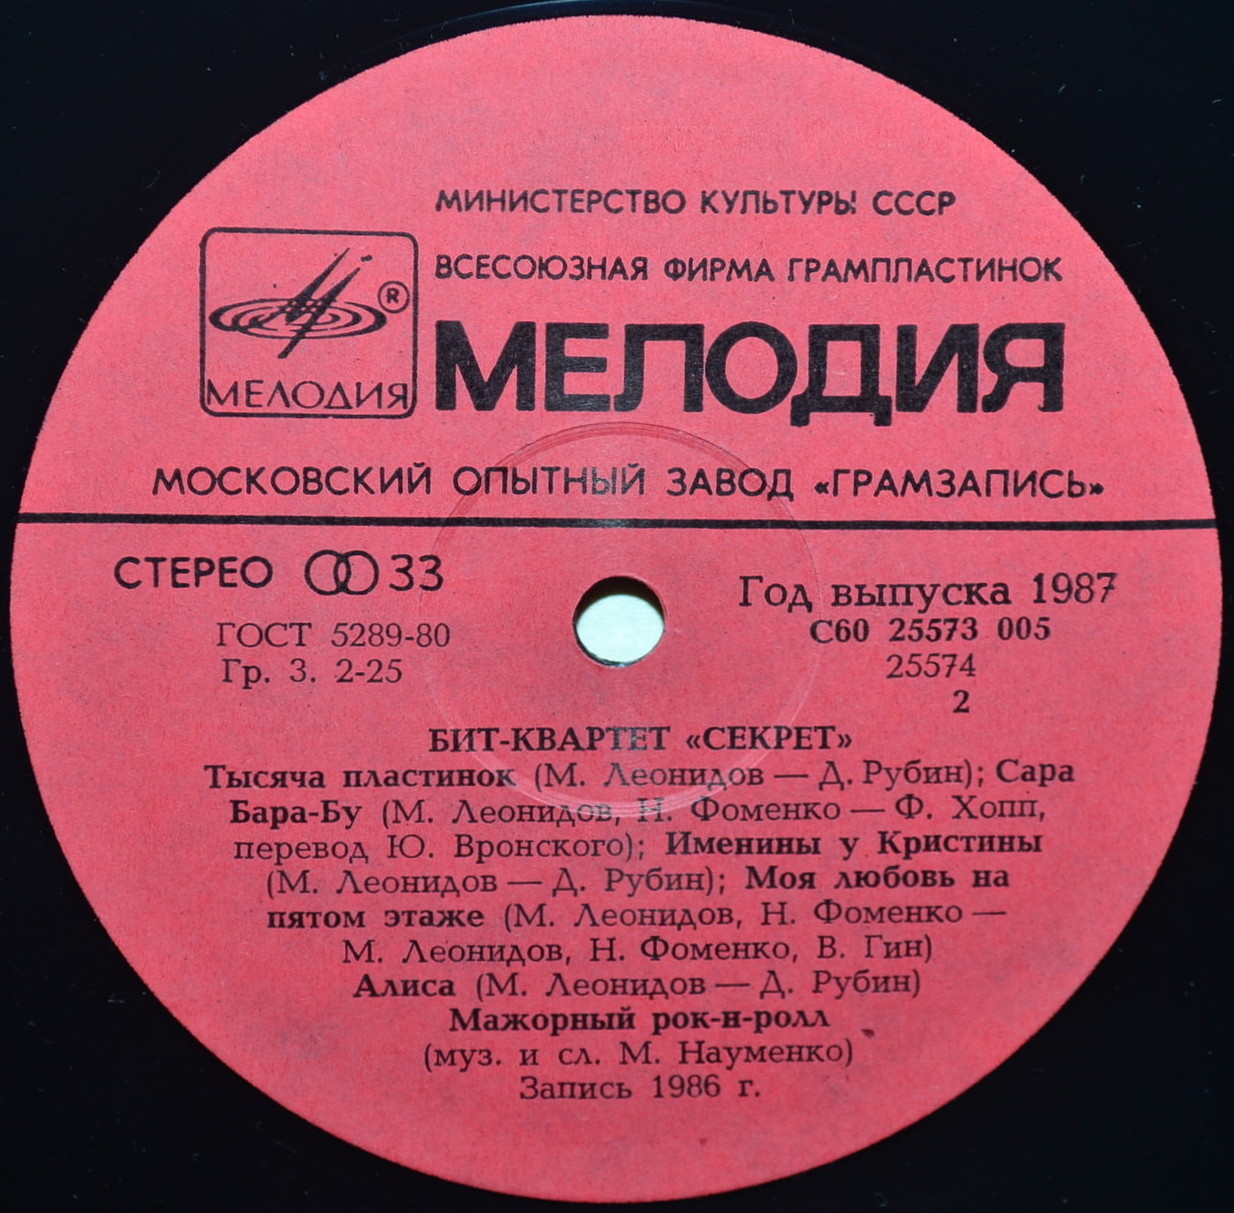 МИНИСТЕРСТВО КУЛЬТУРЫ СССР
ВСЕСОЮЗНАЯ ФИРМА ГРАМПЛАСТИНОК
®
МЕЛОДИЯ
МЕЛОДИЯ
МОСКОВСКИЙ ОПЫТНЫЙ ЗАВОД «ГРАМЗАПИСЬ»
СТЕРЕО 33
ГОСТ 5289-80
Гр. 3. 2-25
Год выпуска 1987
С60 25573 005
25574
2
БИТ-КВАРТЕТ «СЕКРЕТ»
Тысяча пластинок (М. Леонидов — Д. Рубин); Сара
Бара-Бу (М. Леонидов, Н. Фоменко — Ф. Хопп,
перевод Ю. Вронского); Именины у Кристины
(М. Леонидов — Д. Рубин); Моя любовь на
пятом этаже (М. Леонидов, Н. Фоменко —
М. Леонидов, Н. Фоменко, В. Гин)
Алиса (М. Леонидов — Д. Рубин)
Мажорный рок-н-ролл
(муз. и сл. М. Науменко)
Запись 1986 г.